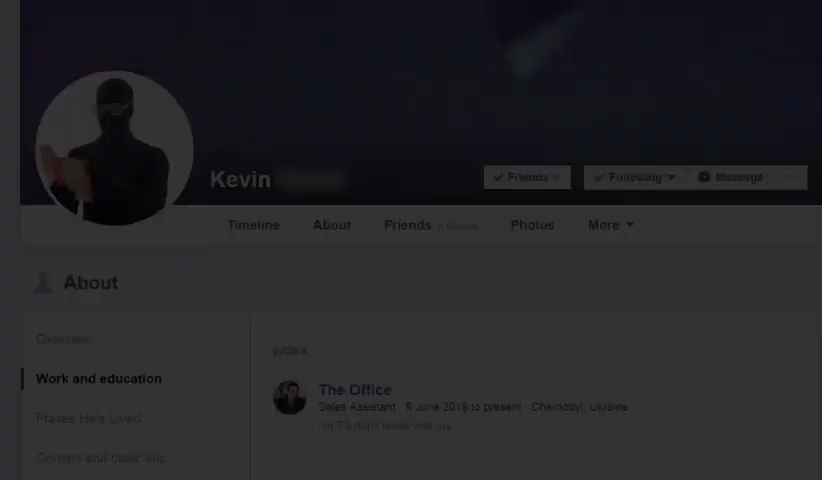 Kevin
Friends Following Message
Timeline About Friends Photos More
About
Overview
WORK
Work and education
The Office
Sales Assistant · 9 June 2018 to present · Chernobyl, Ukraine
Places He's Lived
Contact and basic info